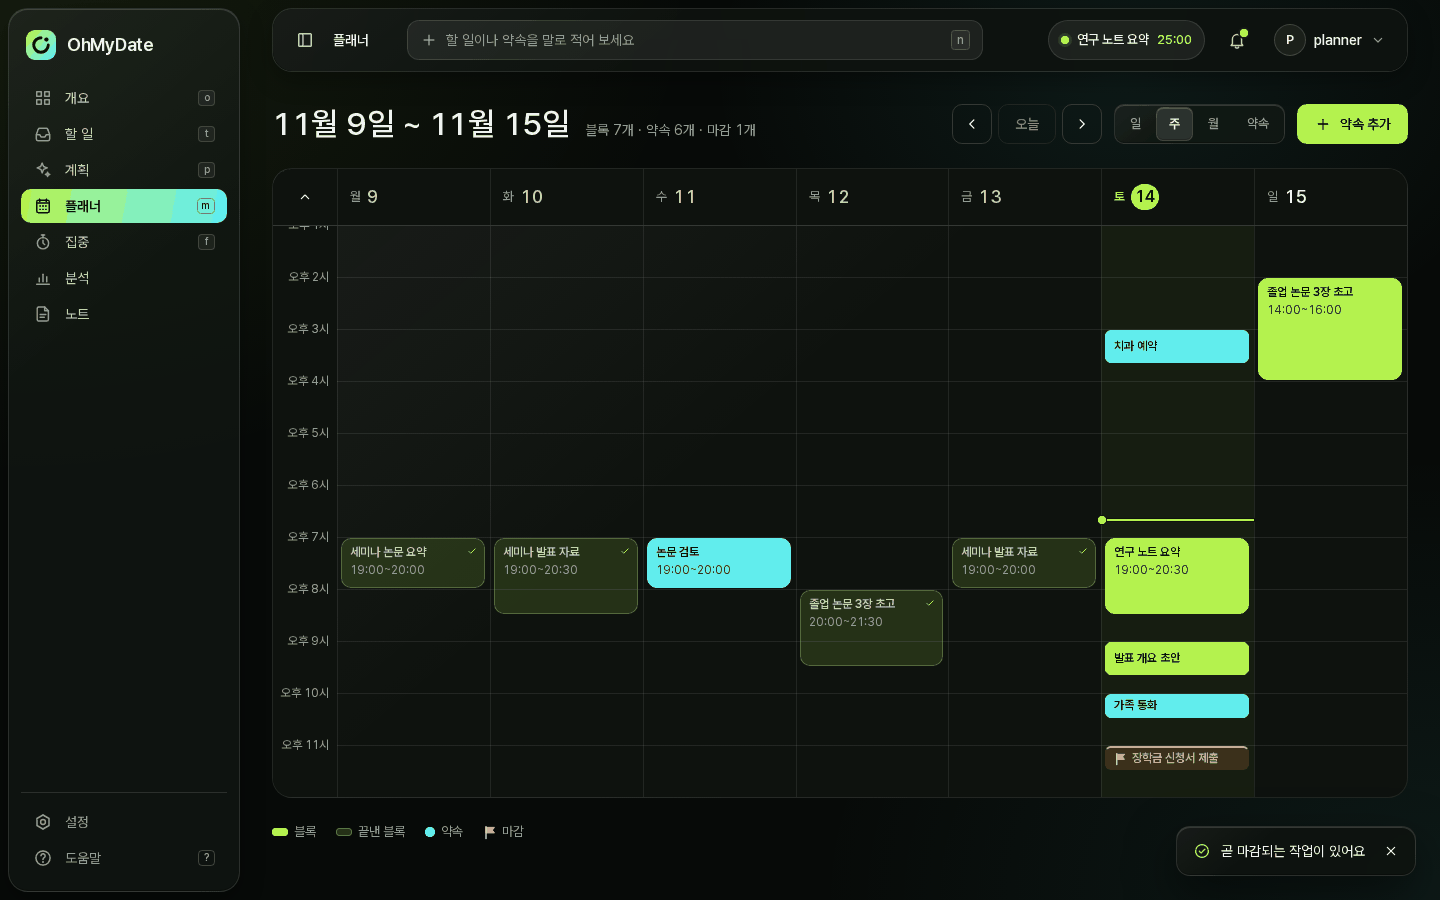 OhMyDate
개요 o
할 일 t
계획 p
플래너 m
집중 f
분석
노트
설정
도움말 ?
플래너
할 일이나 약속을 말로 적어 보세요 n
연구 노트 요약 25:00
P planner
11월 9일 ~ 11월 15일
블록 7개 · 약속 6개 · 마감 1개
오늘
일 주 월 약속
약속 추가
월 9 화 10 수 11 목 12 금 13 토 14 일 15
오후 1시
오후 2시
오후 3시
오후 4시
오후 5시
오후 6시
오후 7시
오후 8시
오후 9시
오후 10시
오후 11시
세미나 논문 요약
19:00~20:00
세미나 발표 자료
19:00~20:30
논문 검토
19:00~20:00
졸업 논문 3장 초고
20:00~21:30
세미나 발표 자료
19:00~20:00
치과 예약
연구 노트 요약
19:00~20:30
발표 개요 초안
가족 통화
장학금 신청서 제출
졸업 논문 3장 초고
14:00~16:00
블록 끝낸 블록 약속 마감
곧 마감되는 작업이 있어요